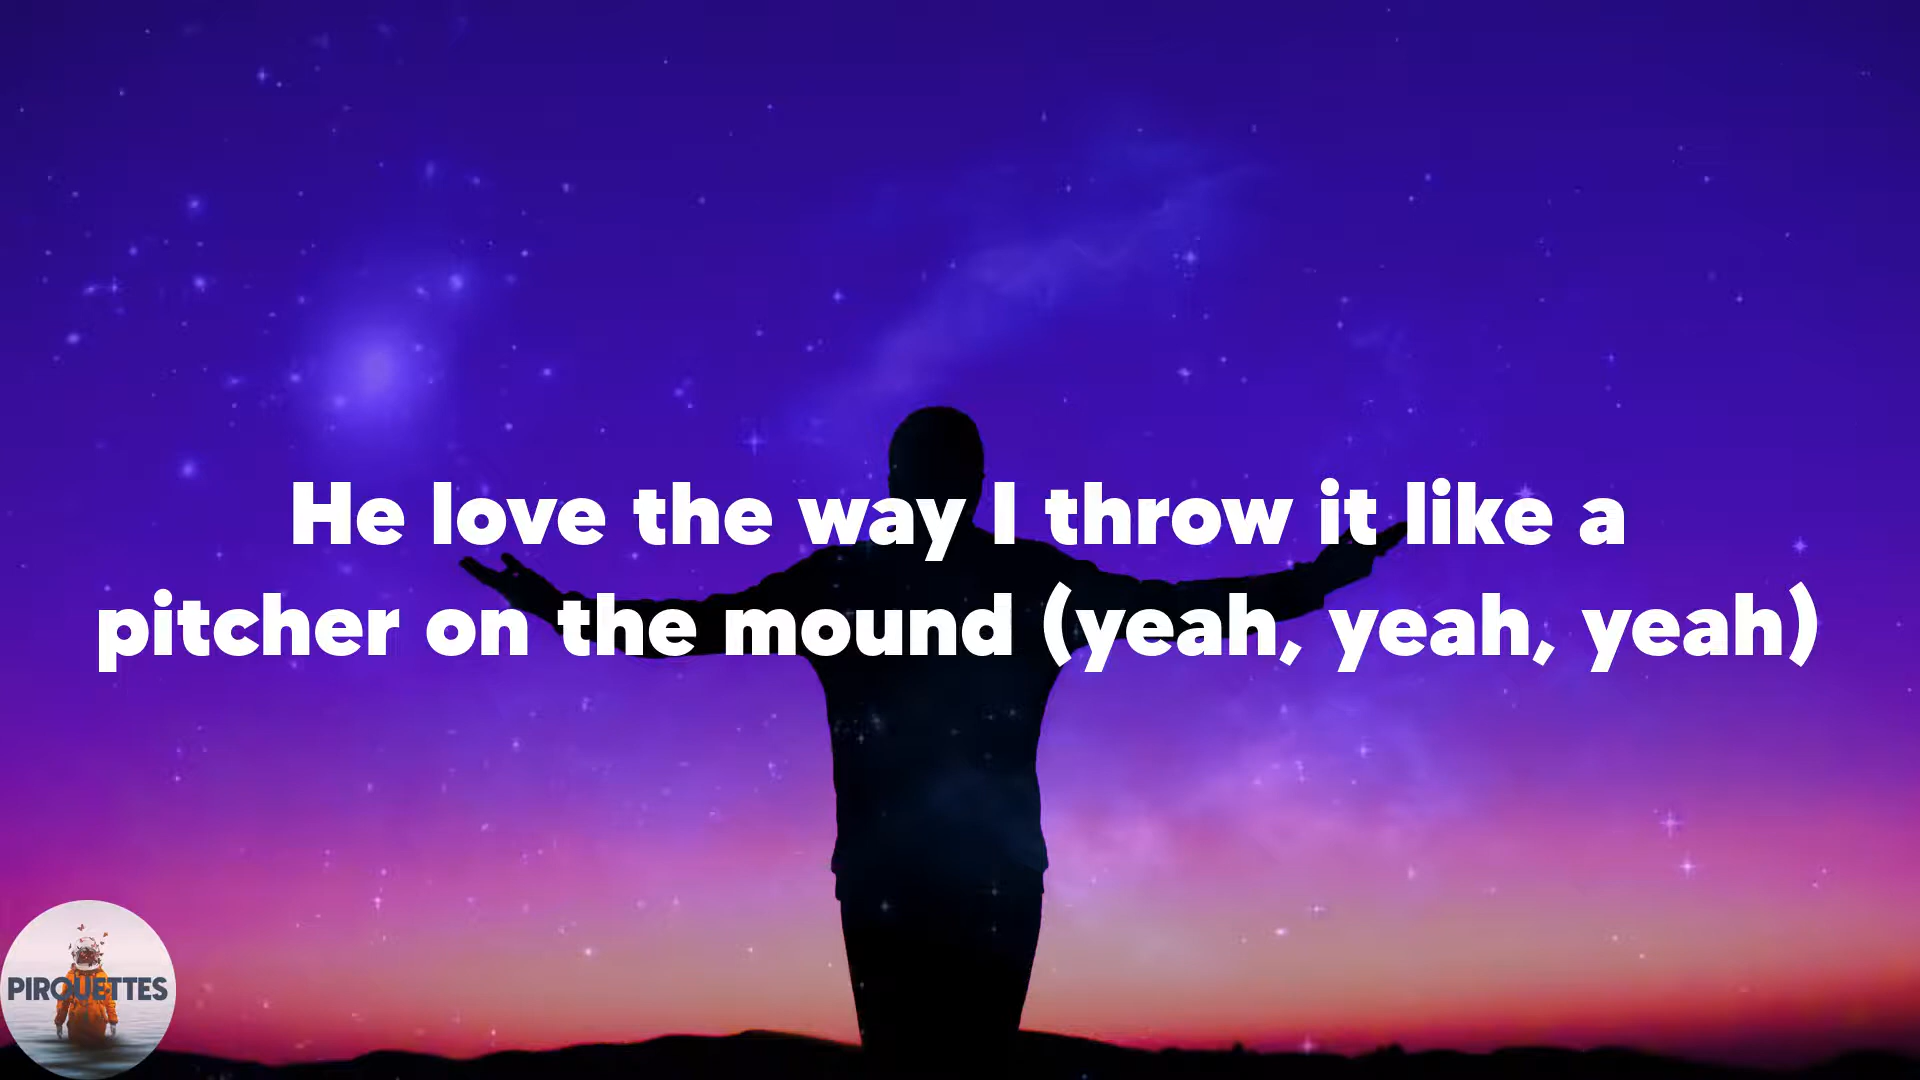 He love the way I throw it like a
pitcher on the mound (yeah, yeah, yeah)
PIRQUETTES